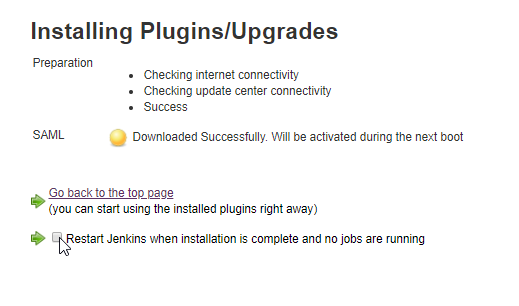 Installing Plugins/Upgrades
Preparation
Checking internet connectivity
Checking update center connectivity
Success
SAML Downloaded Successfully. Will be activated during the next boot
Go back to the top page
(you can start using the installed plugins right away)
Restart Jenkins when installation is complete and no jobs are running